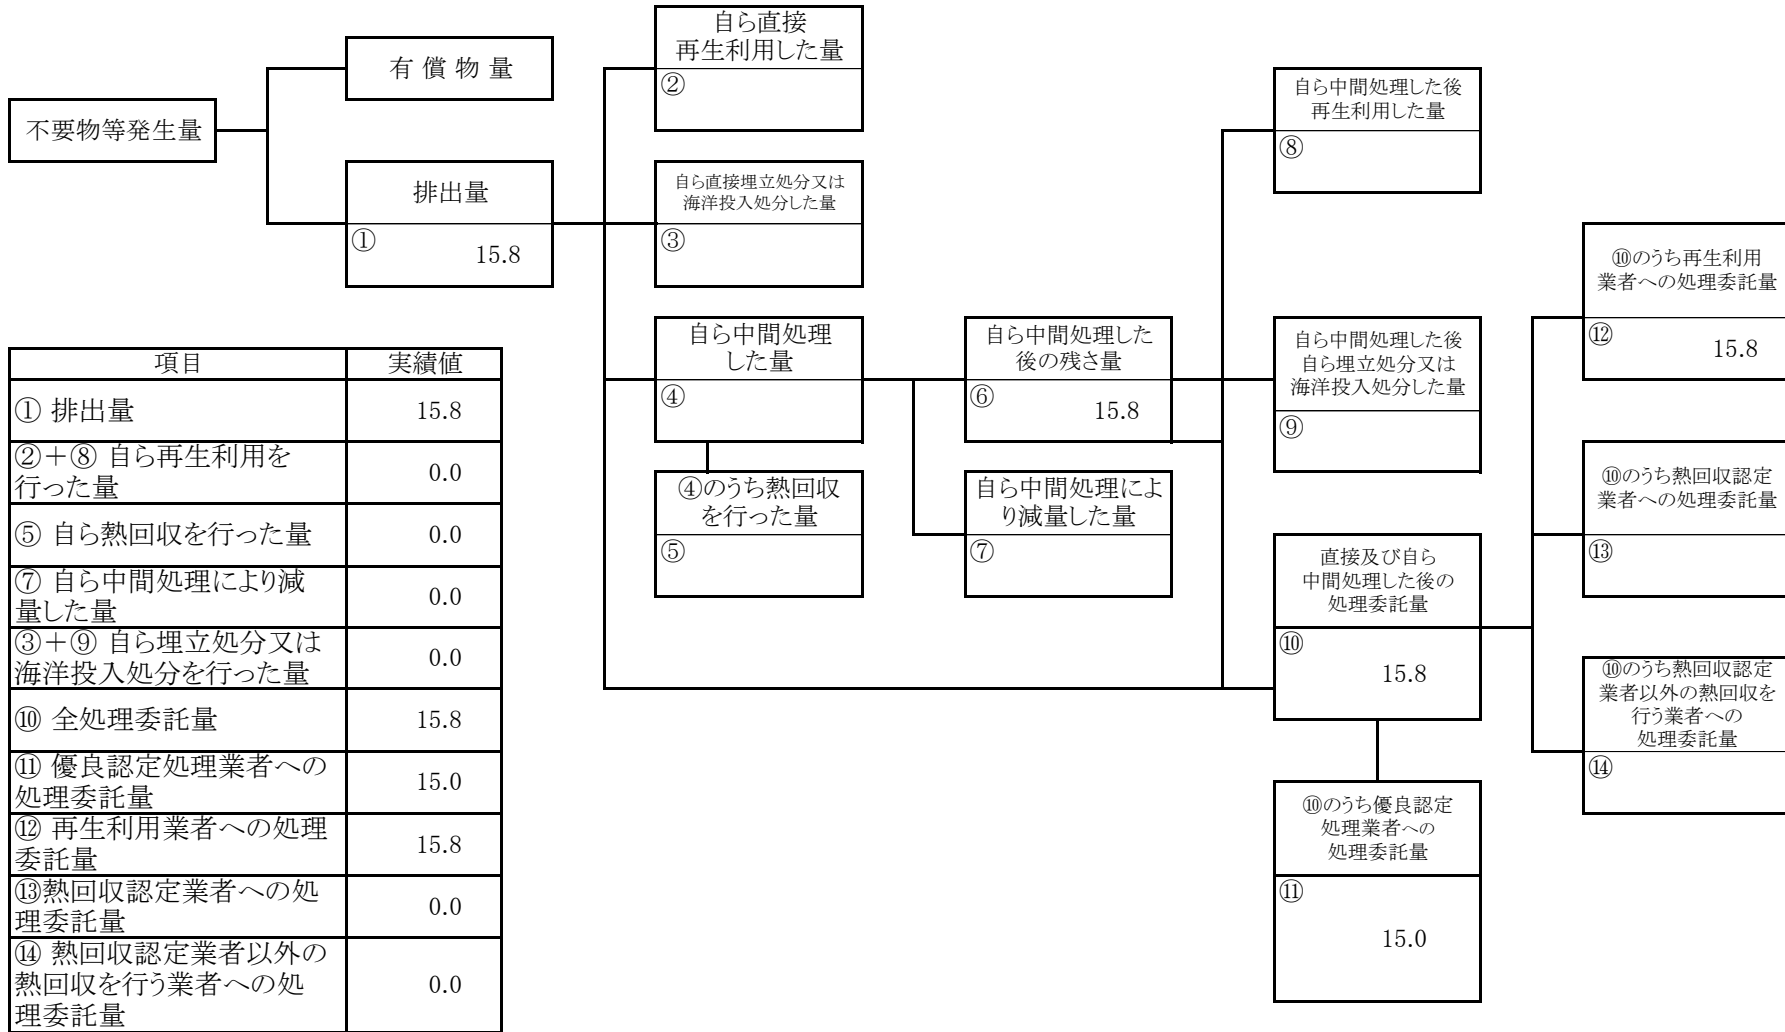 不要物等発生量
有償物量
排出量
①
15.8
自ら直接
再生利用した量
②
自ら直接埋立処分又は
海洋投入処分した量
③
自ら中間処理
した量
④
④のうち熱回収
を行った量
⑤
自ら中間処理した
後の残さ量
⑥
15.8
自ら中間処理によ
り減量した量
⑦
自ら中間処理した後
再生利用した量
⑧
自ら中間処理した後
自ら埋立処分又は
海洋投入処分した量
⑨
直接及び自ら
中間処理した後の
処理委託量
⑩
15.8
⑩のうち優良認定
処理業者への
処理委託量
⑪
15.0
⑩のうち再生利用
業者への処理委託量
⑫
15.8
⑩のうち熱回収認定
業者への処理委託量
⑬
⑩のうち熱回収認定
業者以外の熱回収を
行う業者への
処理委託量
⑭
項目 実績値
① 排出量 15.8
②+⑧ 自ら再生利用を
行った量 0.0
⑤ 自ら熱回収を行った量 0.0
⑦ 自ら中間処理により減
量した量 0.0
③+⑨ 自ら埋立処分又は
海洋投入処分を行った量 0.0
⑩ 全処理委託量 15.8
⑪ 優良認定処理業者への
処理委託量 15.0
⑫ 再生利用業者への処理
委託量 15.8
⑬熱回収認定業者への処
理委託量 0.0
⑭ 熱回収認定業者以外の
熱回収を行う業者への処
理委託量 0.0